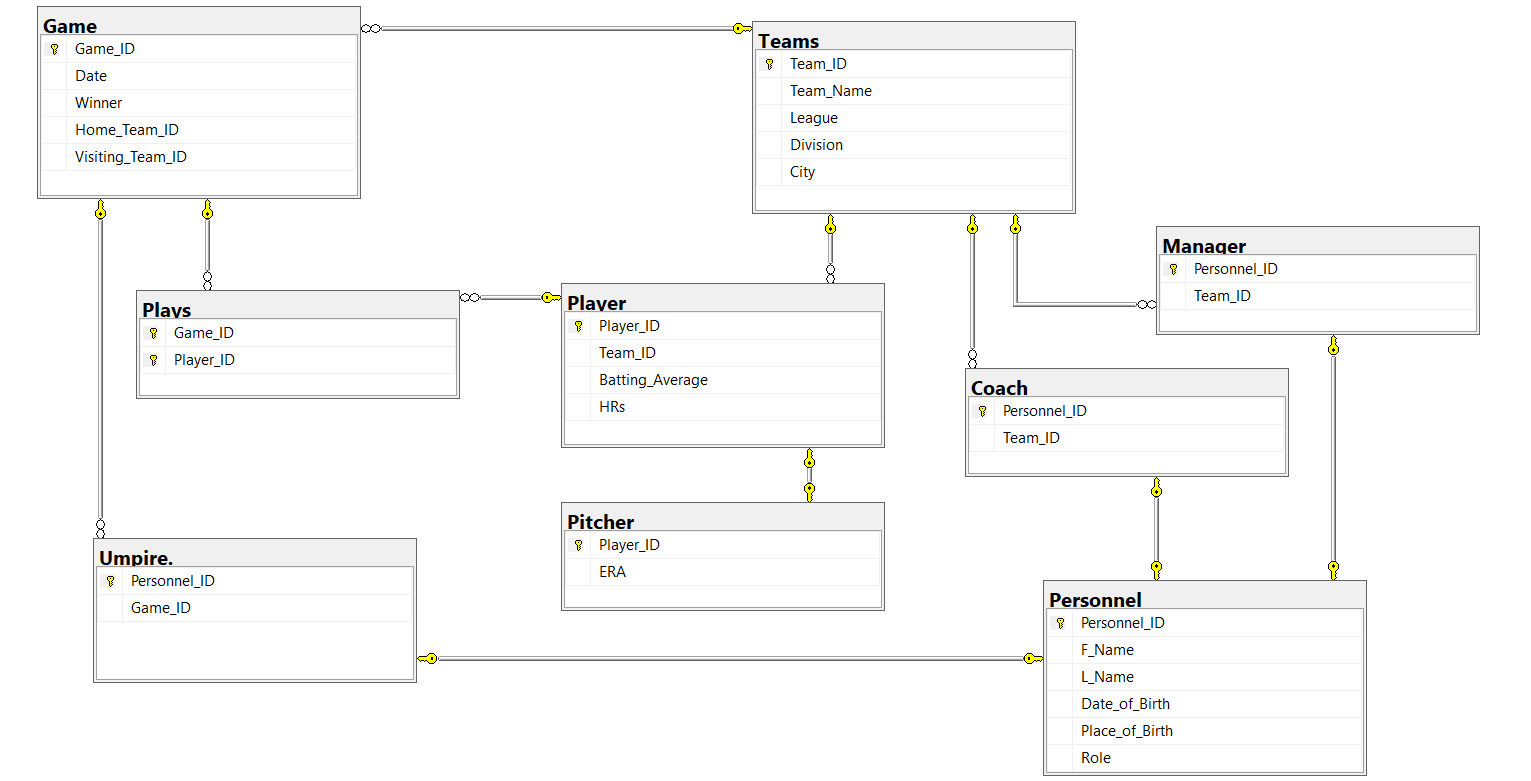 Game
Game_ID
Date
Winner
Home_Team_ID
Visiting_Team_ID
Teams
Team_ID
Team_Name
League
Division
City
Manager
Personnel_ID
Team_ID
Plays
Game_ID
Player_ID
Player
Player_ID
Team_ID
Batting_Average
HRs
Coach
Personnel_ID
Team_ID
Pitcher
Player_ID
ERA
Umpire.
Personnel_ID
Game_ID
Personnel
Personnel_ID
F_Name
L_Name
Date_of_Birth
Place_of_Birth
Role